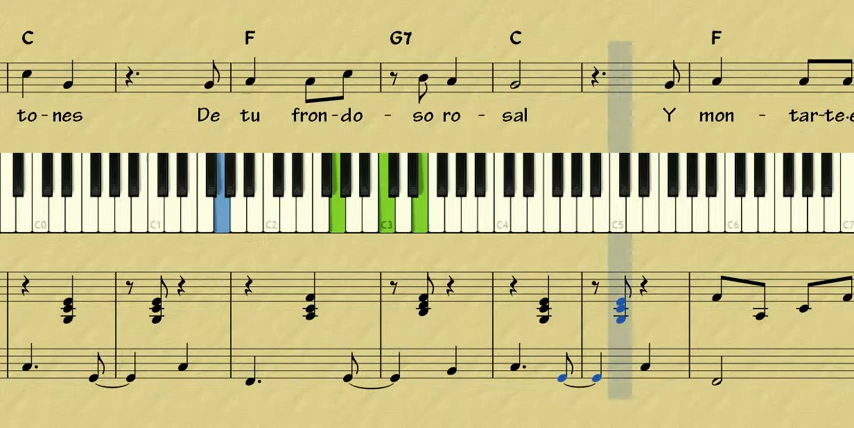 C F G7 C F
to - nes De tu fron - do - so ro - sal Y mon - tar-te-e
C0 C1 C2 C3 C4 C5 C6 C7